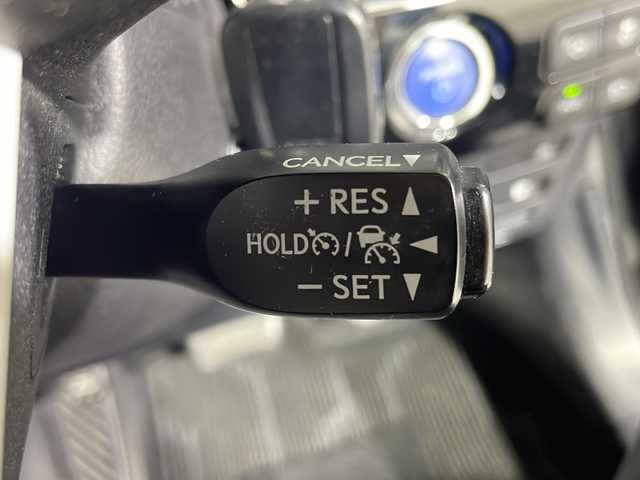 CANCEL▼
+ RES ▲
HOLD / ◀
− SET ▼